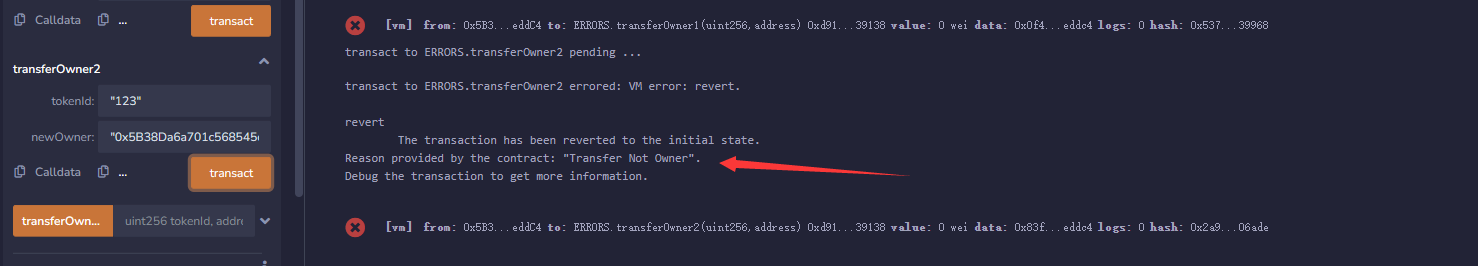 Calldata
...
transact
transferOwner2
tokenId:
"123"
newOwner:
"0x5B38Da6a701c568545
Calldata
...
transact
transferOwn...
uint256 tokenId, addre
[vm] from: 0x5B3...eddC4 to: ERRORS.transferOwner1(uint256,address) 0xd91...39138 value: 0 wei data: 0x0f4...eddc4 logs: 0 hash: 0x537...39968
transact to ERRORS.transferOwner2 pending ...
transact to ERRORS.transferOwner2 errored: VM error: revert.
revert
The transaction has been reverted to the initial state.
Reason provided by the contract: "Transfer Not Owner".
Debug the transaction to get more information.
[vm] from: 0x5B3...eddC4 to: ERRORS.transferOwner2(uint256,address) 0xd91...39138 value: 0 wei data: 0x83f...eddc4 logs: 0 hash: 0x2a9...06ade